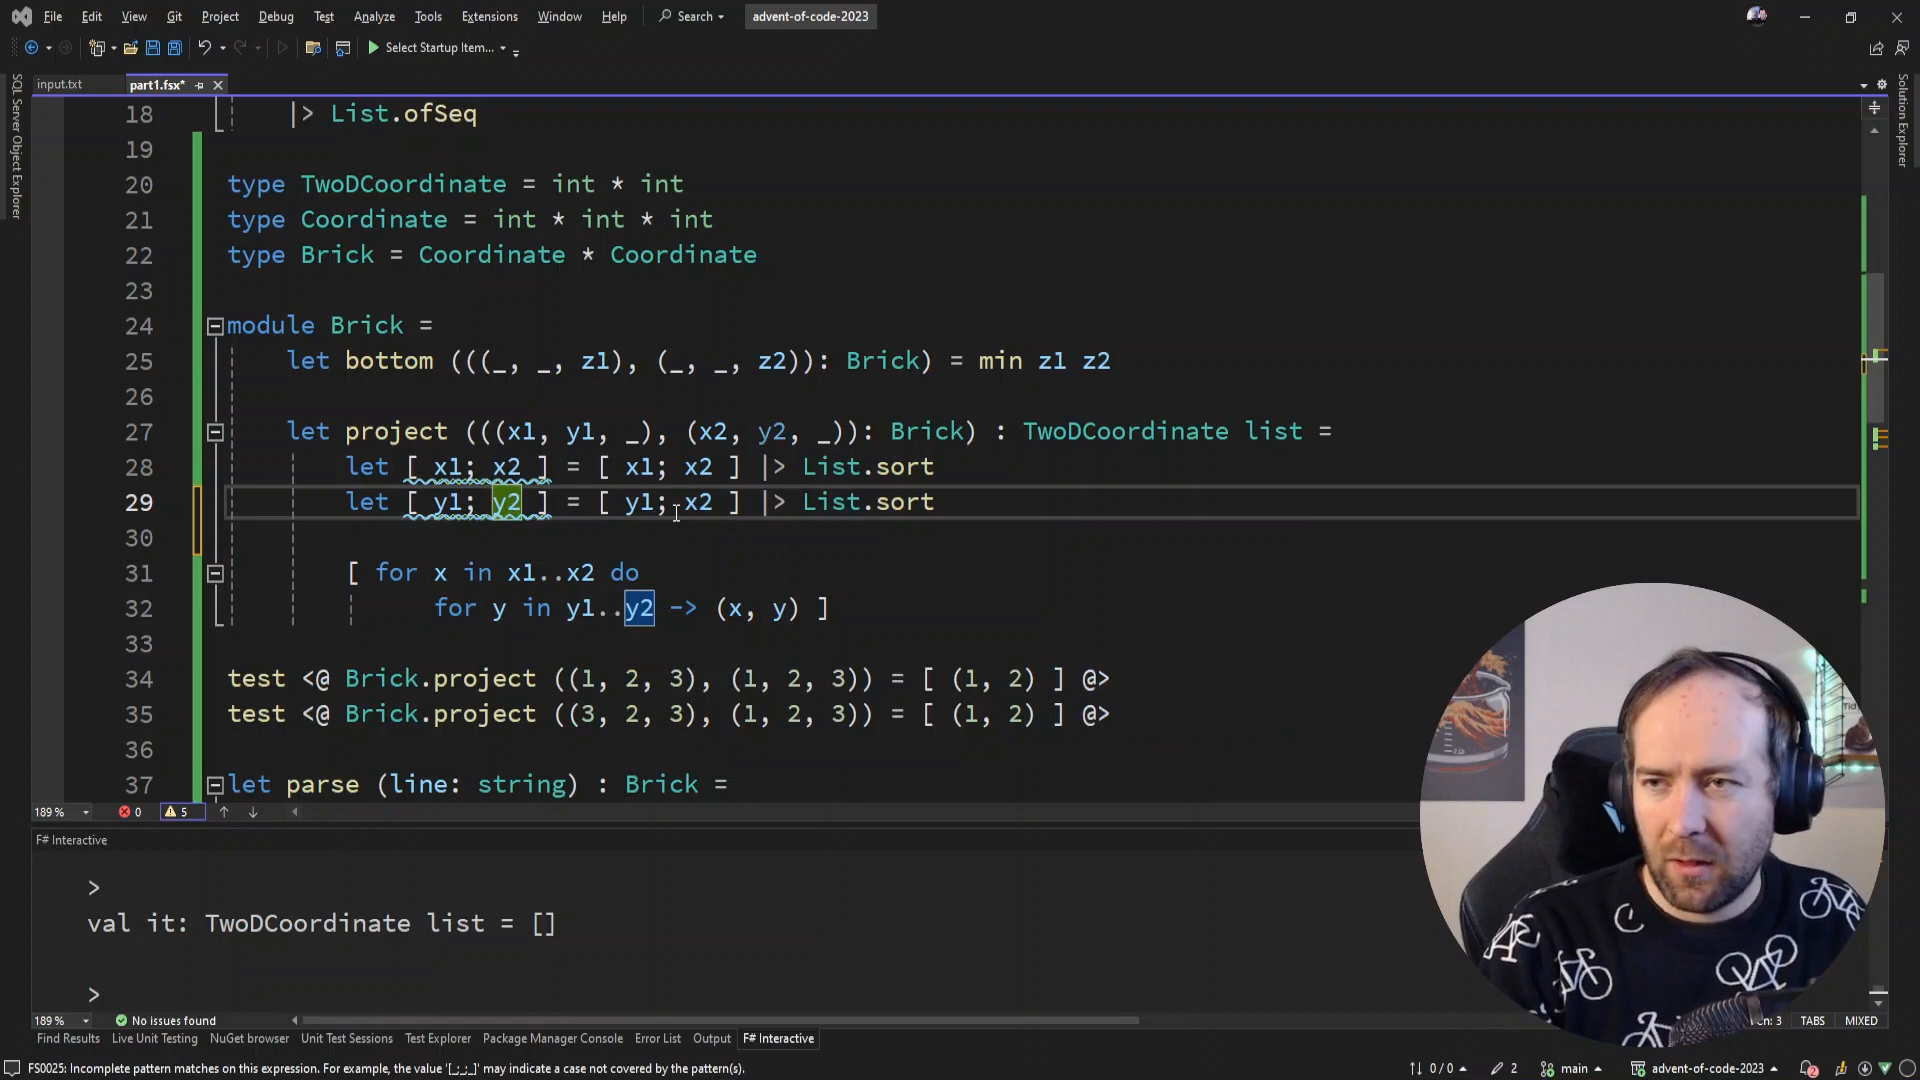 File Edit View Git Project Debug Test Analyze Tools Extensions Window Help Search advent-of-code-2023
Select Startup Item...
input.txt part1.fsx*
SQL Server Object Explorer
Solution Explorer
18 |> List.ofSeq
19
20 type TwoDCoordinate = int * int
21 type Coordinate = int * int * int
22 type Brick = Coordinate * Coordinate
23
24 module Brick =
25 let bottom (((_, _, z1), (_, _, z2)): Brick) = min z1 z2
26
27 let project (((x1, y1, _), (x2, y2, _)): Brick) : TwoDCoordinate list =
28 let [ x1; x2 ] = [ x1; x2 ] |> List.sort
29 let [ y1; y2 ] = [ y1; x2 ] |> List.sort
30
31 [ for x in x1..x2 do
32 for y in y1..y2 -> (x, y) ]
33
34 test <@ Brick.project ((1, 2, 3), (1, 2, 3)) = [ (1, 2) ] @>
35 test <@ Brick.project ((3, 2, 3), (1, 2, 3)) = [ (1, 2) ] @>
36
37 let parse (line: string) : Brick =
189 % 0 5
F# Interactive
>
val it: TwoDCoordinate list = []
>
189 % No issues found TABS MIXED
Find Results Live Unit Testing NuGet browser Unit Test Sessions Test Explorer Package Manager Console Error List Output F# Interactive
FS0025: Incomplete pattern matches on this expression. For example, the value '[_;_;_]' may indicate a case not covered by the pattern(s). 0 / 0 2 main advent-of-code-2023 2